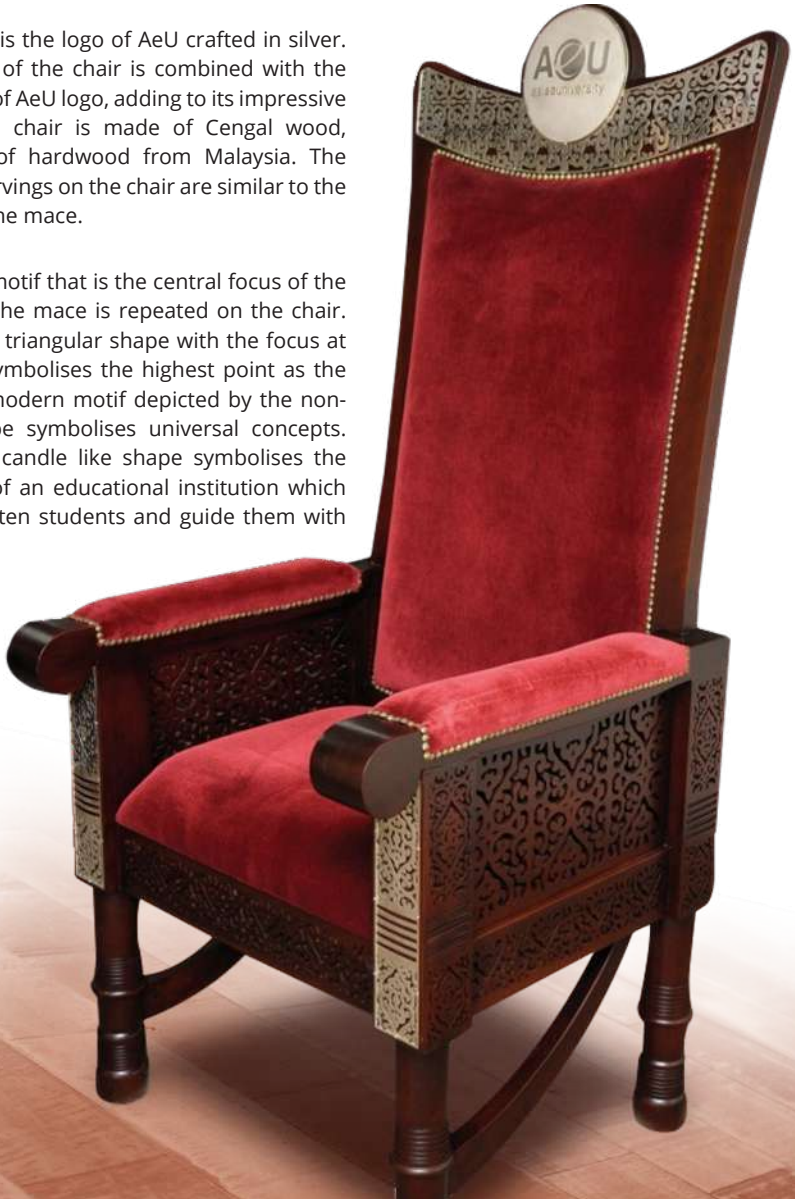 is the logo of AeU crafted in silver.
of the chair is combined with the
of AeU logo, adding to its impressive
chair is made of Cengal wood,
of hardwood from Malaysia. The
rvings on the chair are similar to the
he mace.
motif that is the central focus of the
he mace is repeated on the chair.
triangular shape with the focus at
ymbolises the highest point as the
modern motif depicted by the non-
pe symbolises universal concepts.
candle like shape symbolises the
of an educational institution which
ten students and guide them with
AeU
asia e university